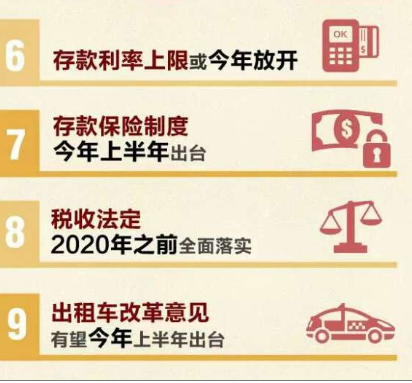 6
存款利率上限或今年放开
OK
$
7
存款保险制度
今年上半年出台
$
8
税收法定
2020年之前全面落实
9
出租车改革意见
有望今年上半年出台